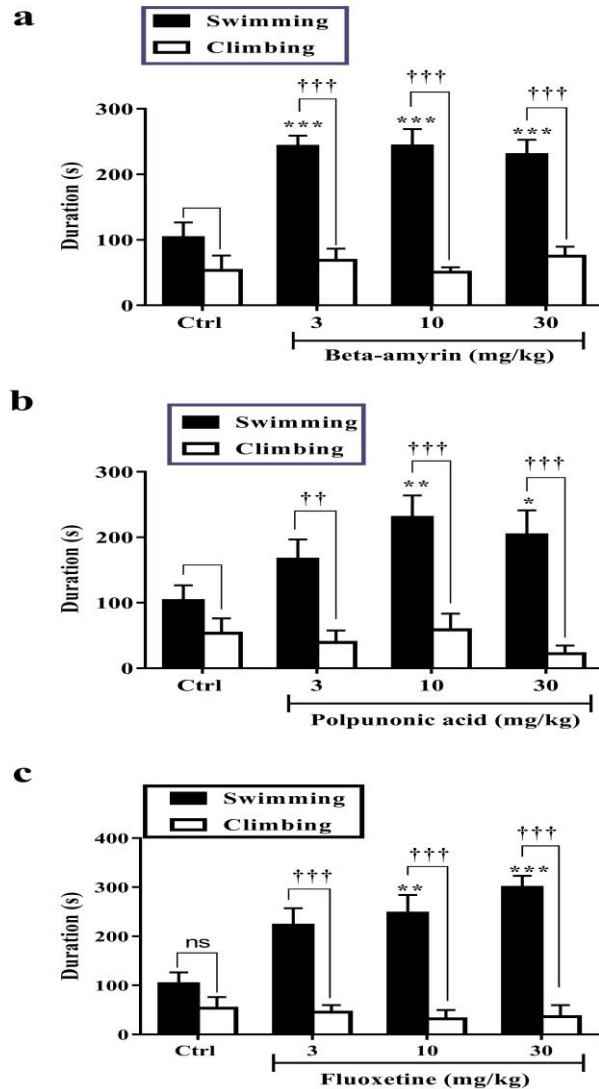 a
Swimming
Climbing
†††
†††
†††
***
***
***
300
200
100
0
Duration (s)
Ctrl
3
10
30
Beta-amyrin (mg/kg)
b
Swimming
Climbing
†††
†††
††
**
*
300
200
100
0
Duration (s)
Ctrl
3
10
30
Polpunonic acid (mg/kg)
c
Swimming
Climbing
†††
†††
†††
***
**
ns
400
300
200
100
0
Duration (s)
Ctrl
3
10
30
Fluoxetine (mg/kg)